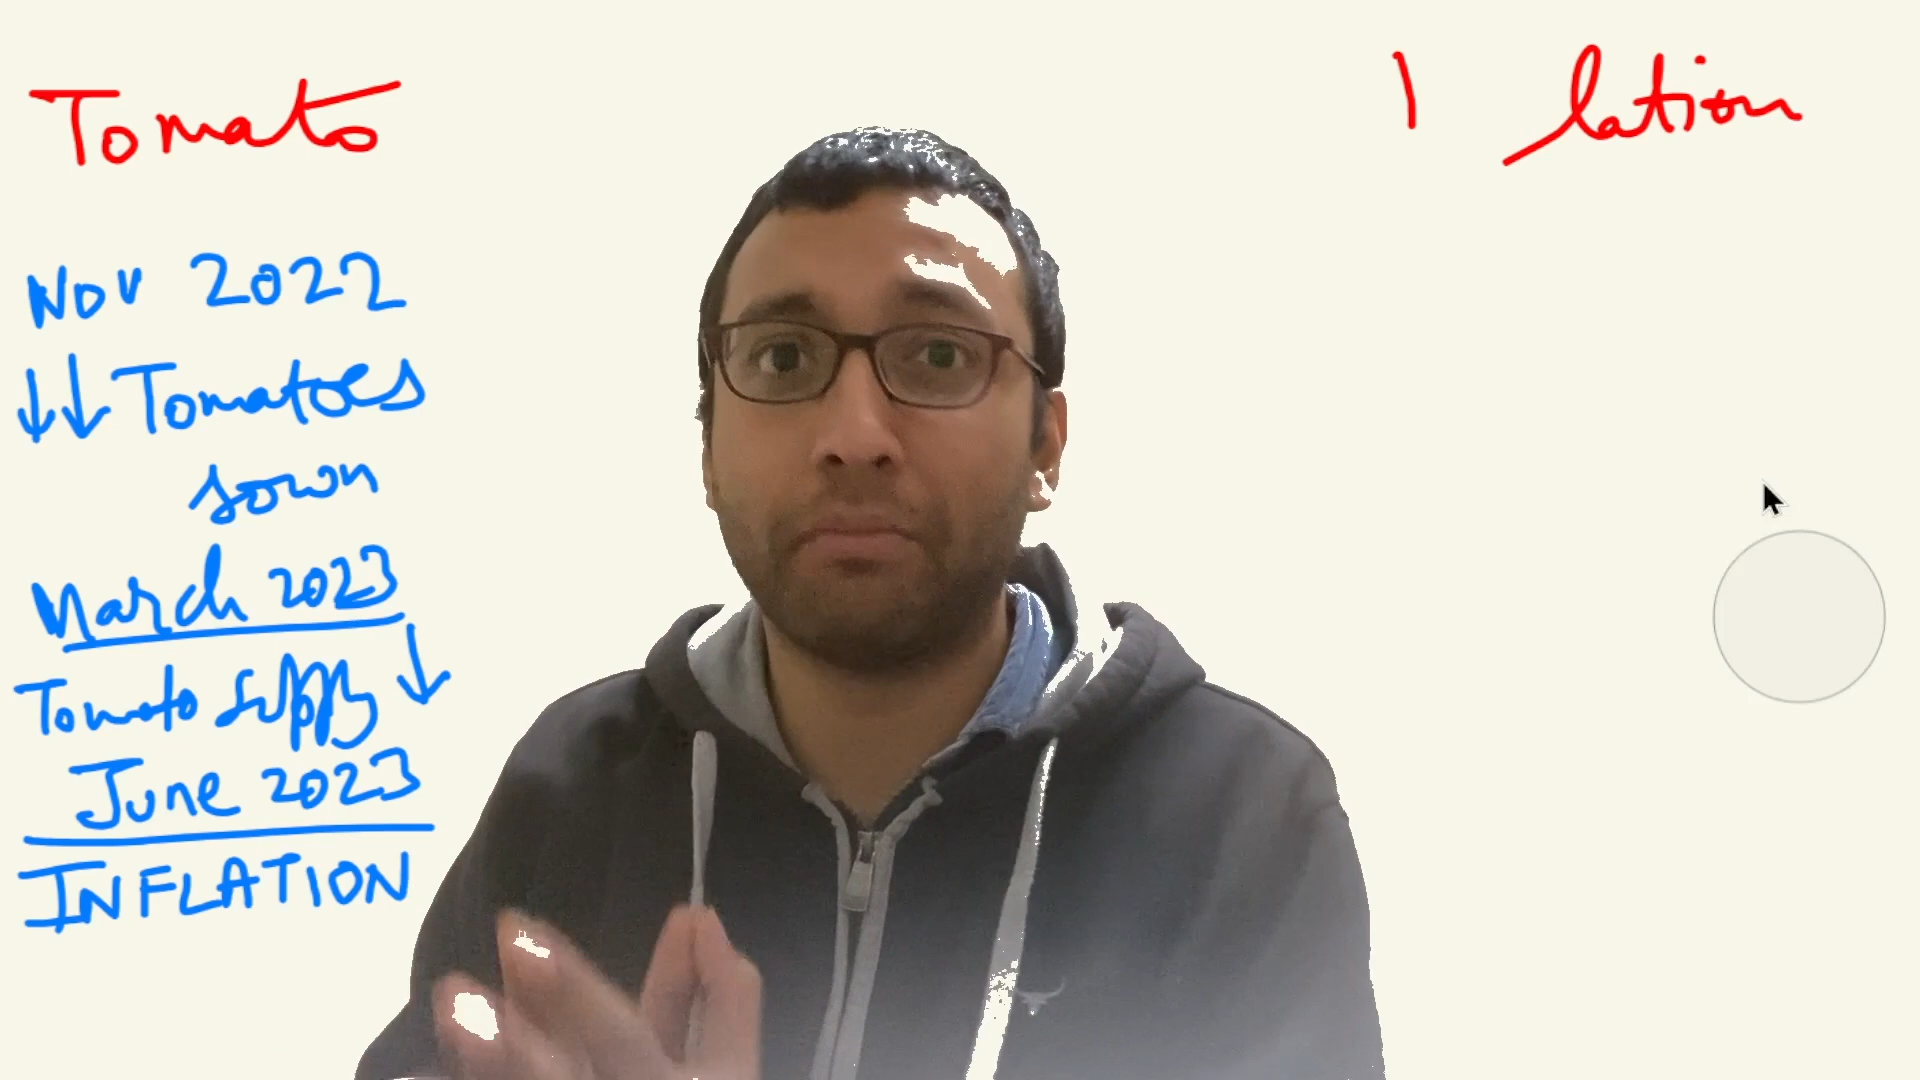 Tomato
Nov 2022
↓↓ Tomatoes
sown
March 2023
Tomato supply ↓
June 2023
INFLATION
I lation